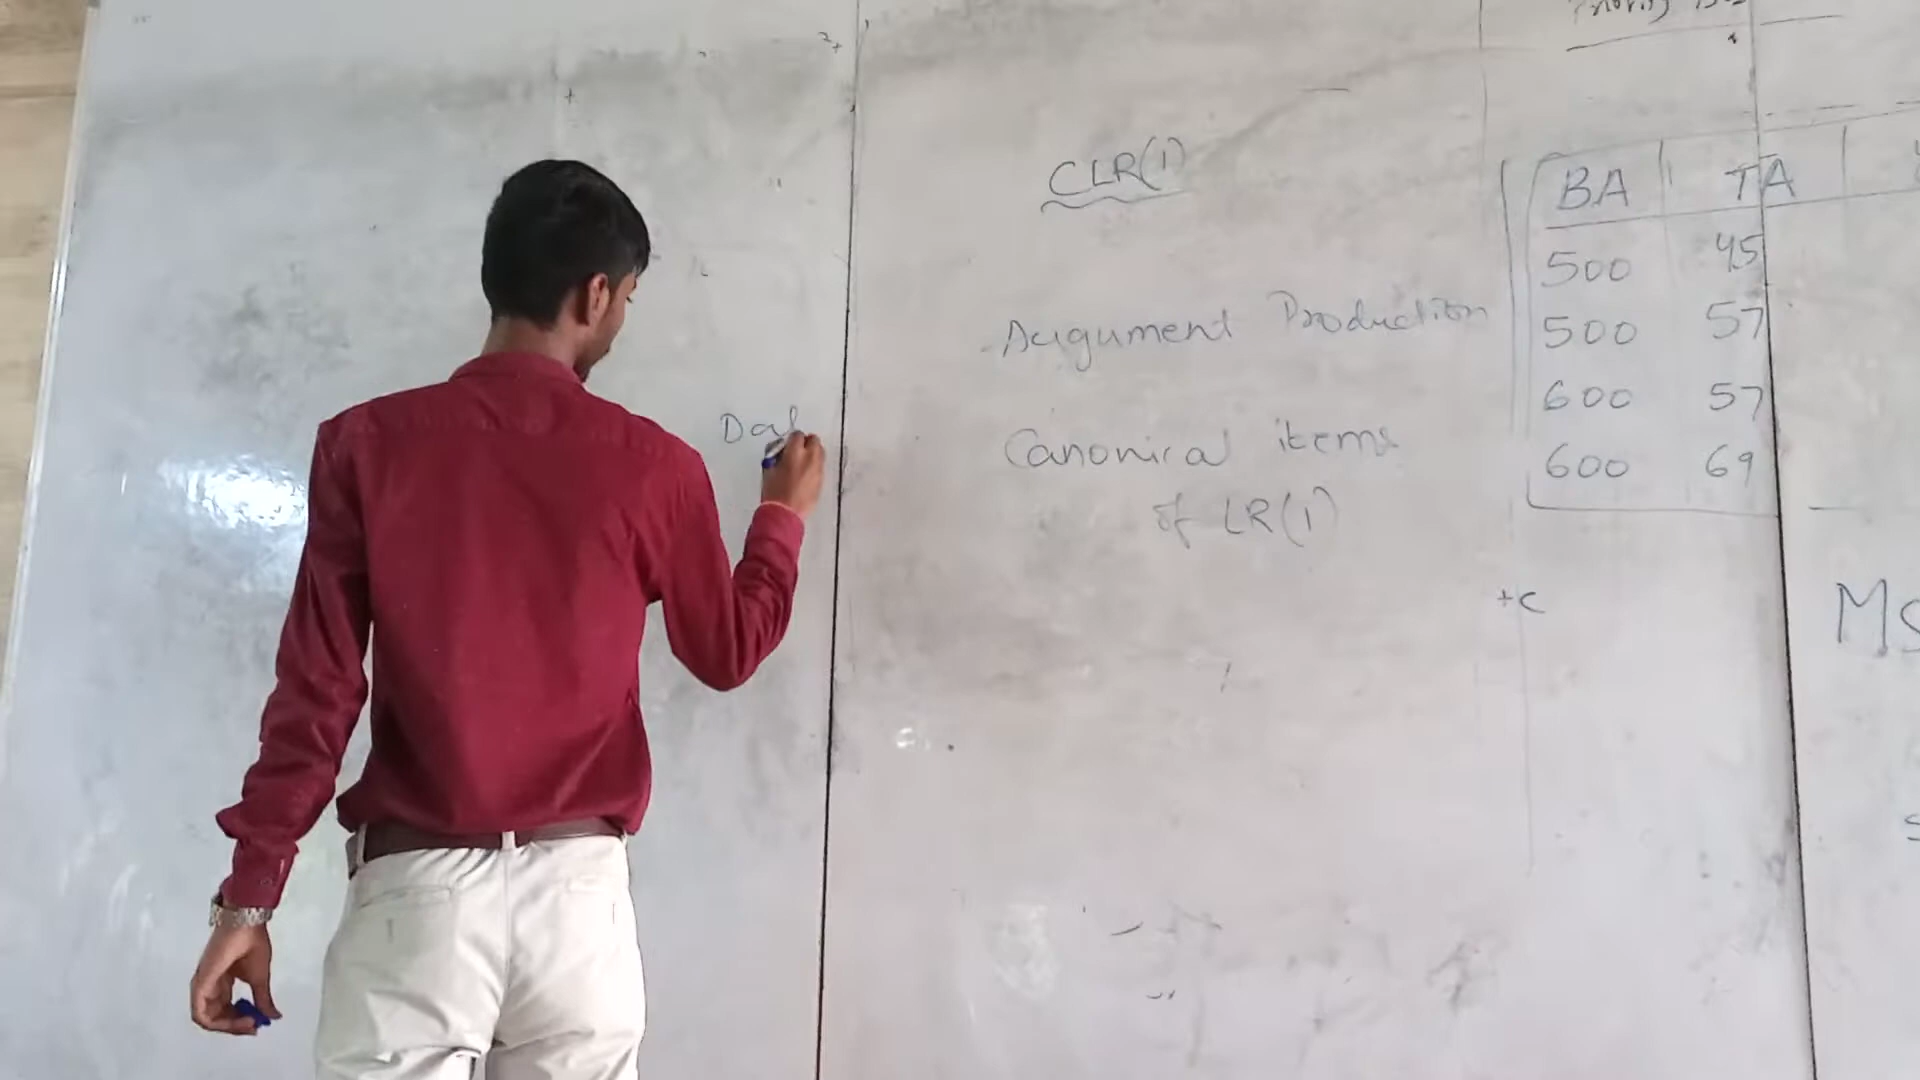 CLR(1)
Augument Production
Canonical items
of LR(1)
Da
BA TA
500 45
500 57
600 57
600 69
+C
MS